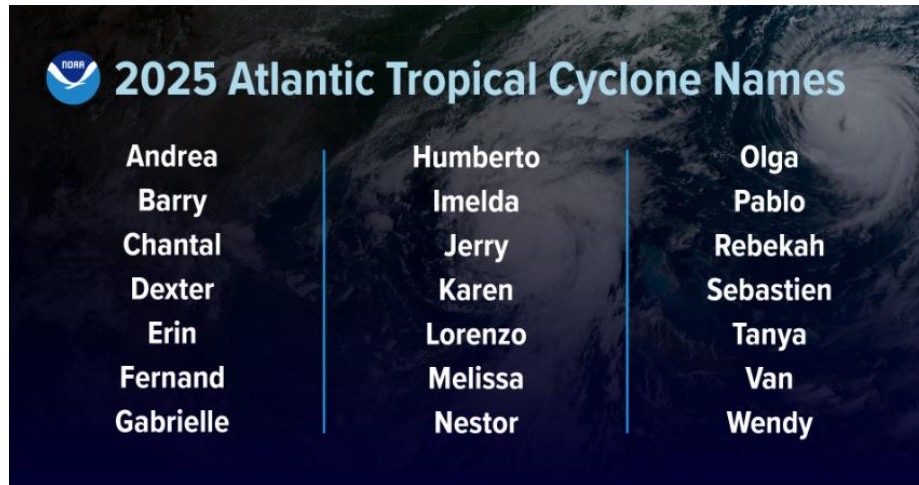 NOAA
2025 Atlantic Tropical Cyclone Names
Andrea
Barry
Chantal
Dexter
Erin
Fernand
Gabrielle
Humberto
Imelda
Jerry
Karen
Lorenzo
Melissa
Nestor
Olga
Pablo
Rebekah
Sebastien
Tanya
Van
Wendy